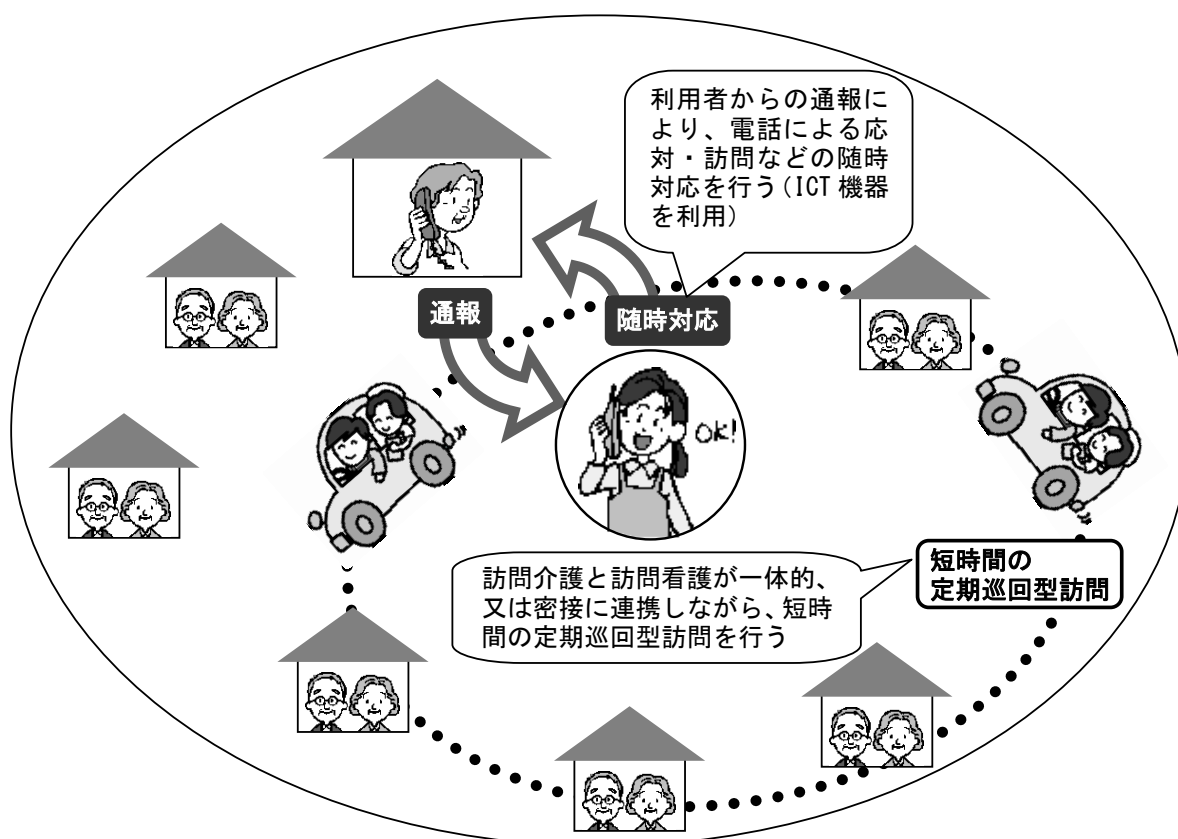 利用者からの通報に
より、電話による応
対・訪問などの随時
対応を行う(ICT 機器
を利用)
通報
随時対応
OK!
短時間の
定期巡回型訪問
訪問介護と訪問看護が一体的、
又は密接に連携しながら、短時
間の定期巡回型訪問を行う